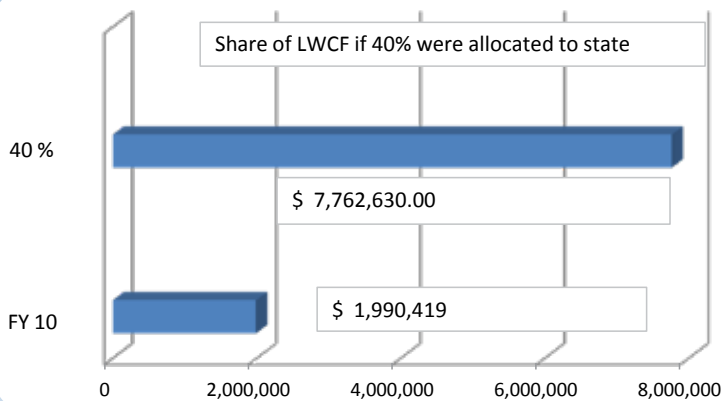 Share of LWCF if 40% were allocated to state
40 %
$ 7,762,630.00
$ 1,990,419
FY 10
0 2,000,000 4,000,000 6,000,000 8,000,000